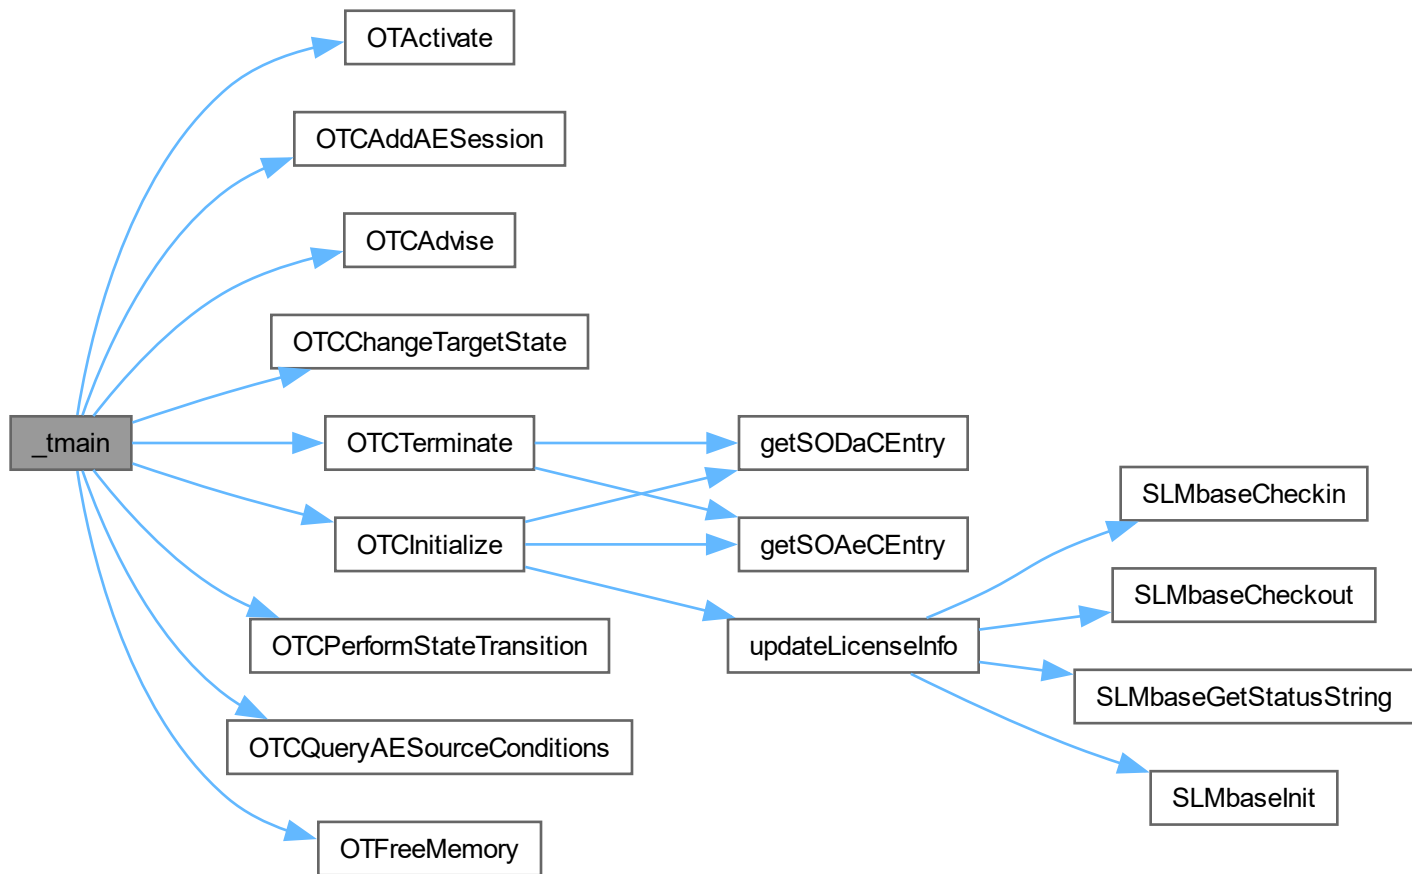 OTActivate
OTCAddAESession
OTCAdvise
OTCChangeTargetState
_tmain
OTCTerminate
getSODaCEntry
SLMbaseCheckin
OTCInitialize
getSOAeCEntry
SLMbaseCheckout
OTCPerformStateTransition
updateLicenseInfo
SLMbaseGetStatusString
OTCQueryAESourceConditions
SLMbaseInit
OTFreeMemory